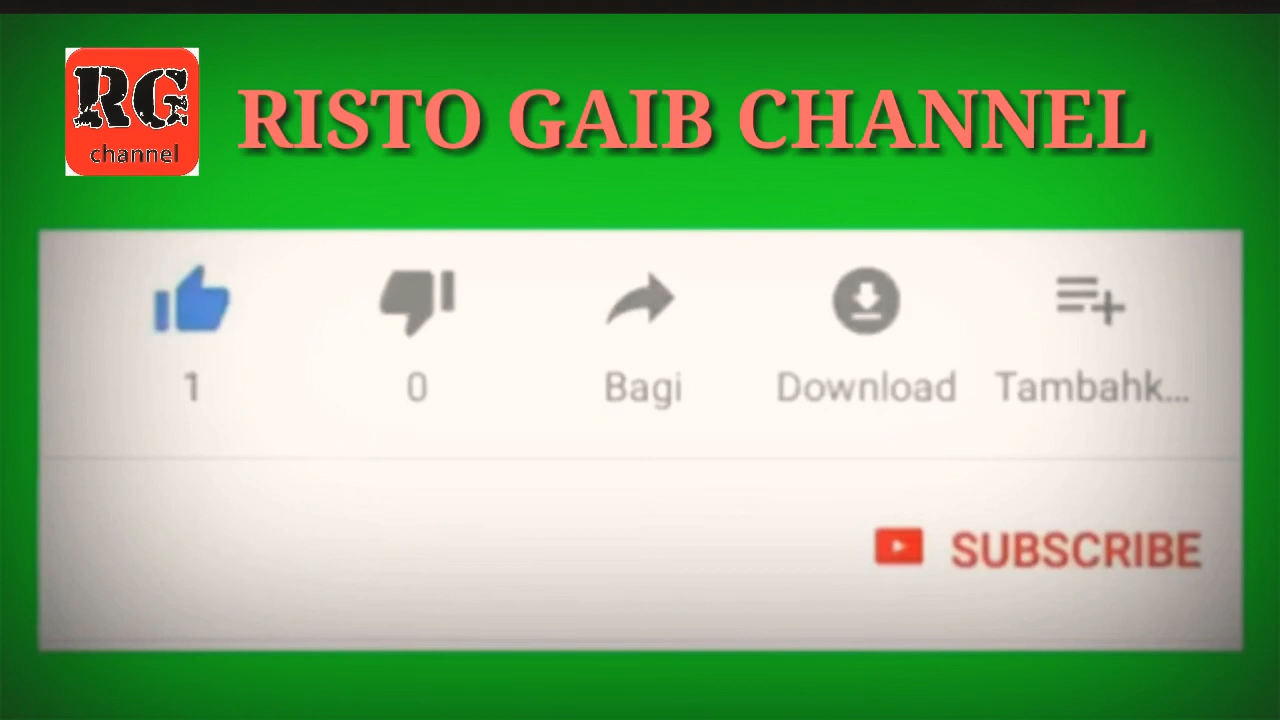 RG
channel
RISTO GAIB CHANNEL
1 0 Bagi Download Tambahk...
SUBSCRIBE